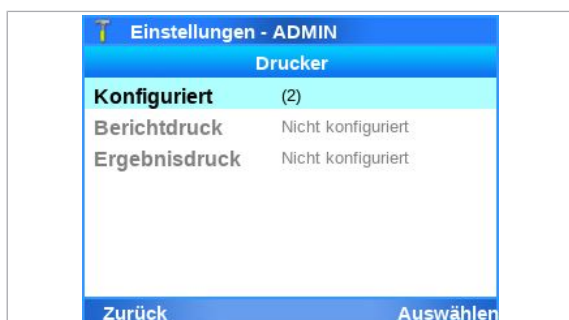 Einstellungen - ADMIN
Drucker
Konfiguriert (2)
Berichtdruck Nicht konfiguriert
Ergebnisdruck Nicht konfiguriert
Zurück Auswählen